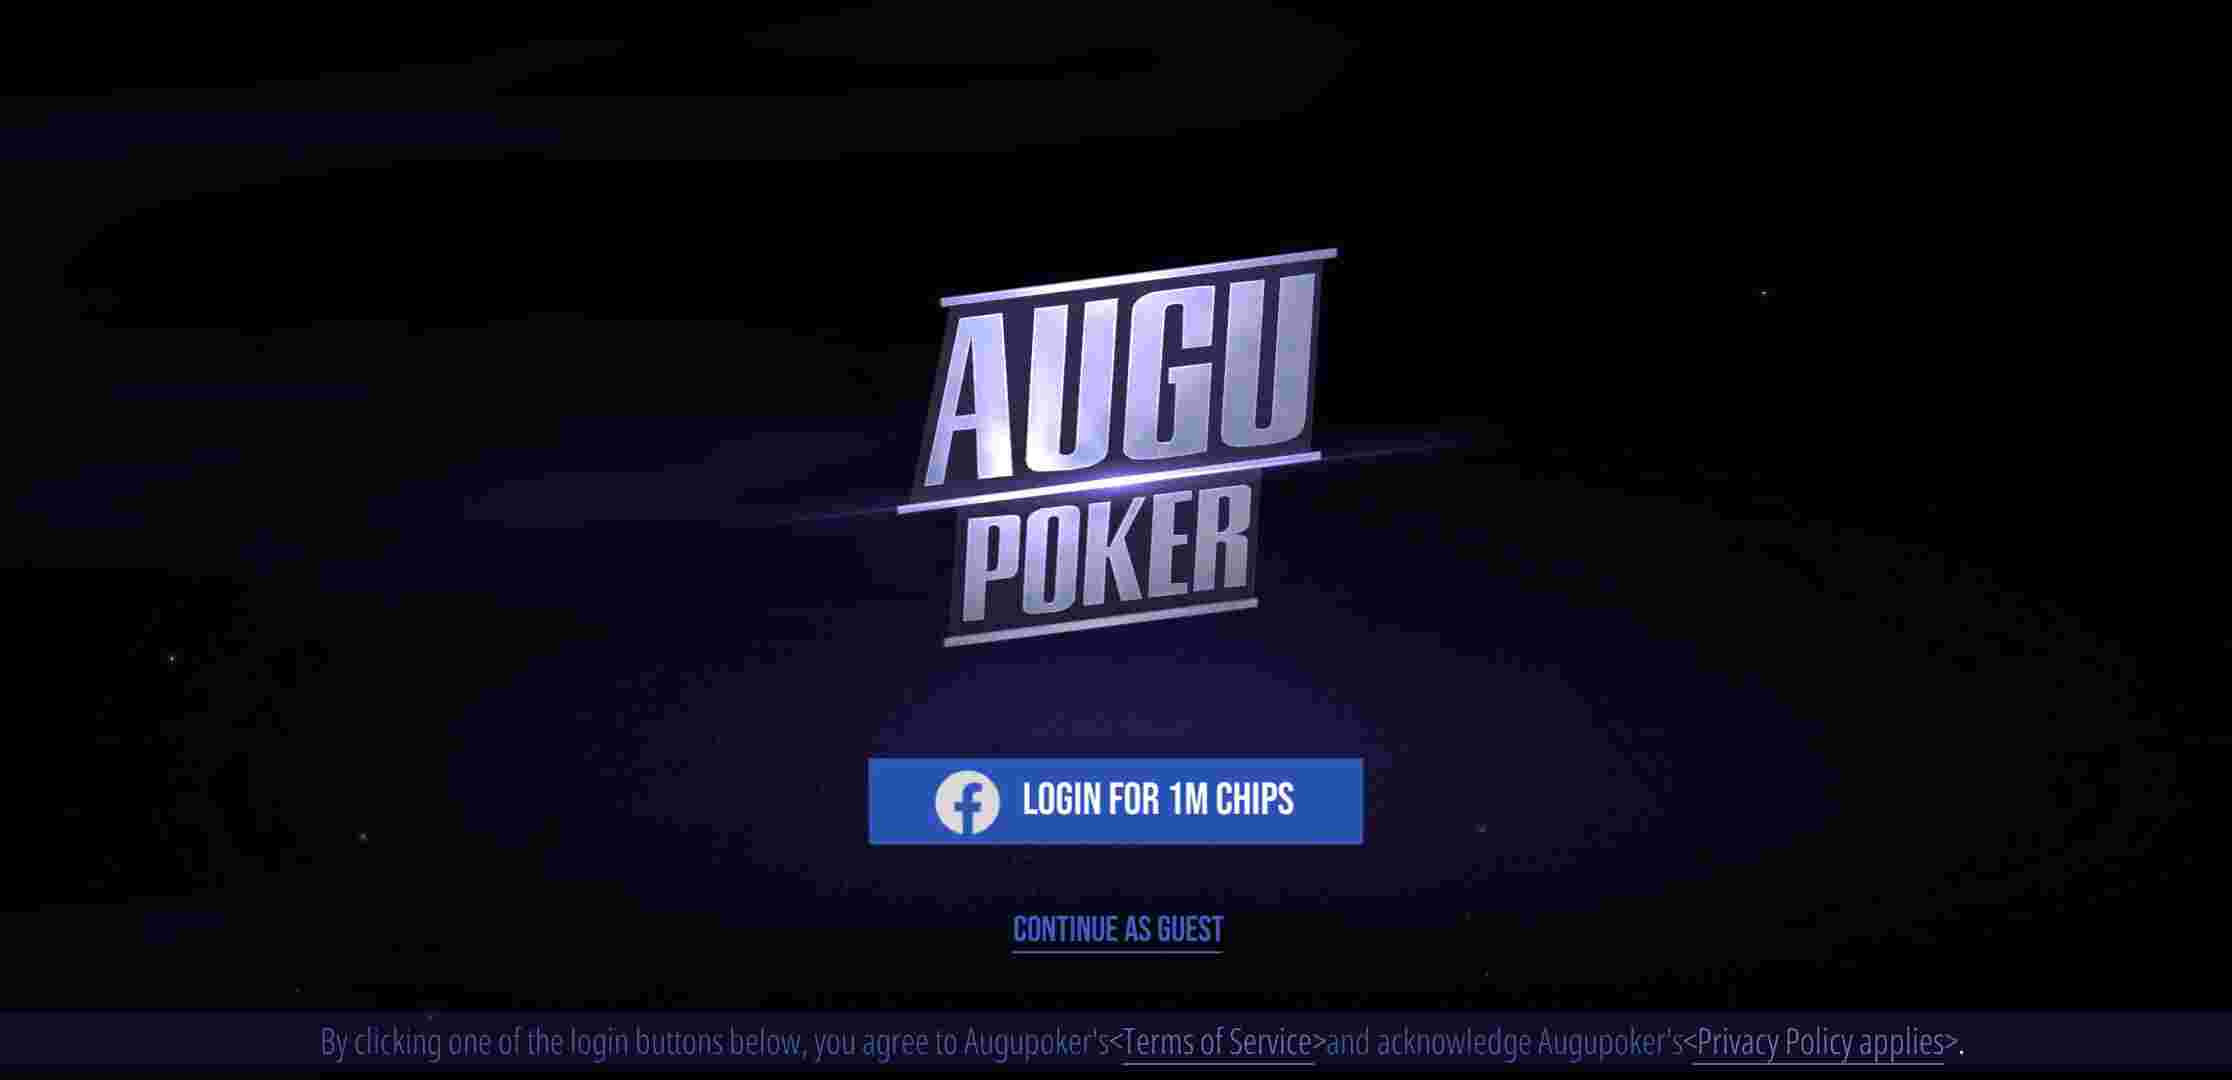 AUGU
POKER
LOGIN FOR 1M CHIPS
CONTINUE AS GUEST
By clicking one of the login buttons below, you agree to Augupoker's<Terms of Service>and acknowledge Augupoker's<Privacy Policy applies>.